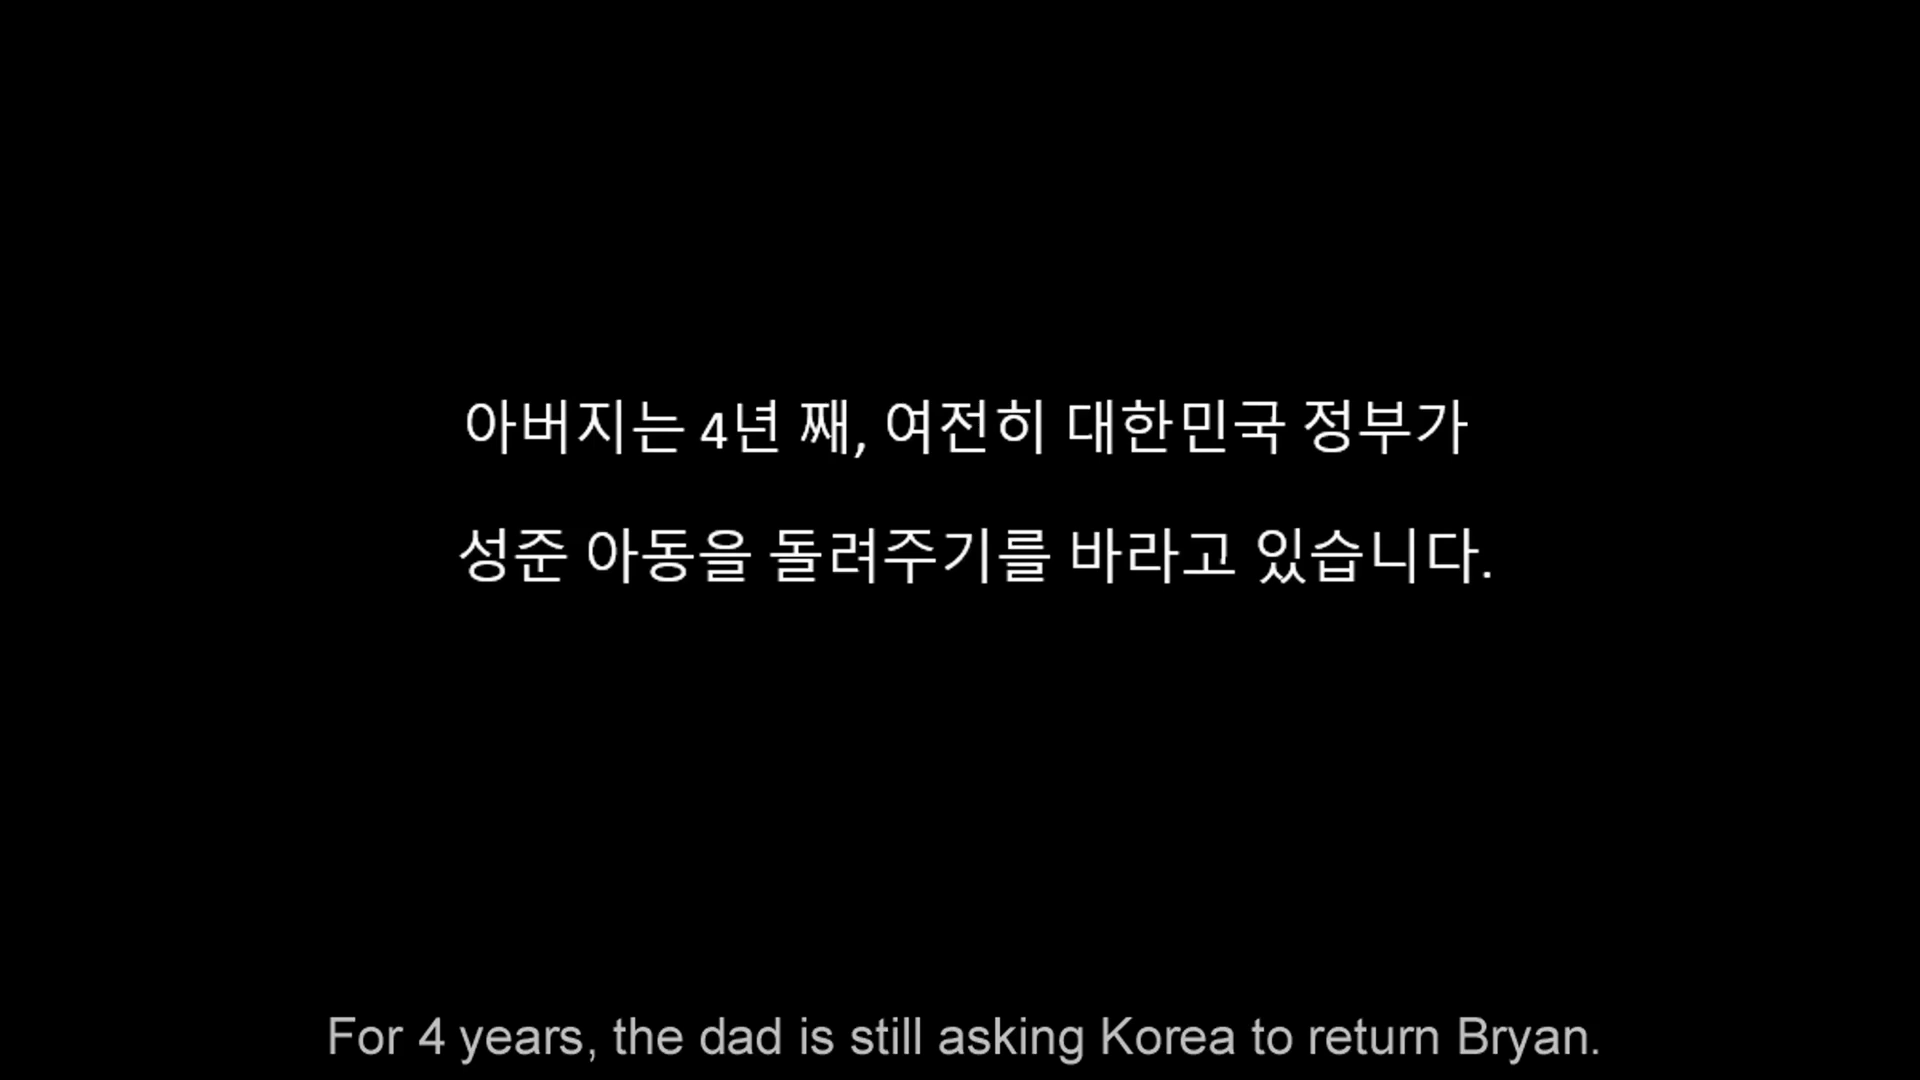 아버지는 4년 째, 여전히 대한민국 정부가
성준 아동을 돌려주기를 바라고 있습니다.
For 4 years, the dad is still asking Korea to return Bryan.